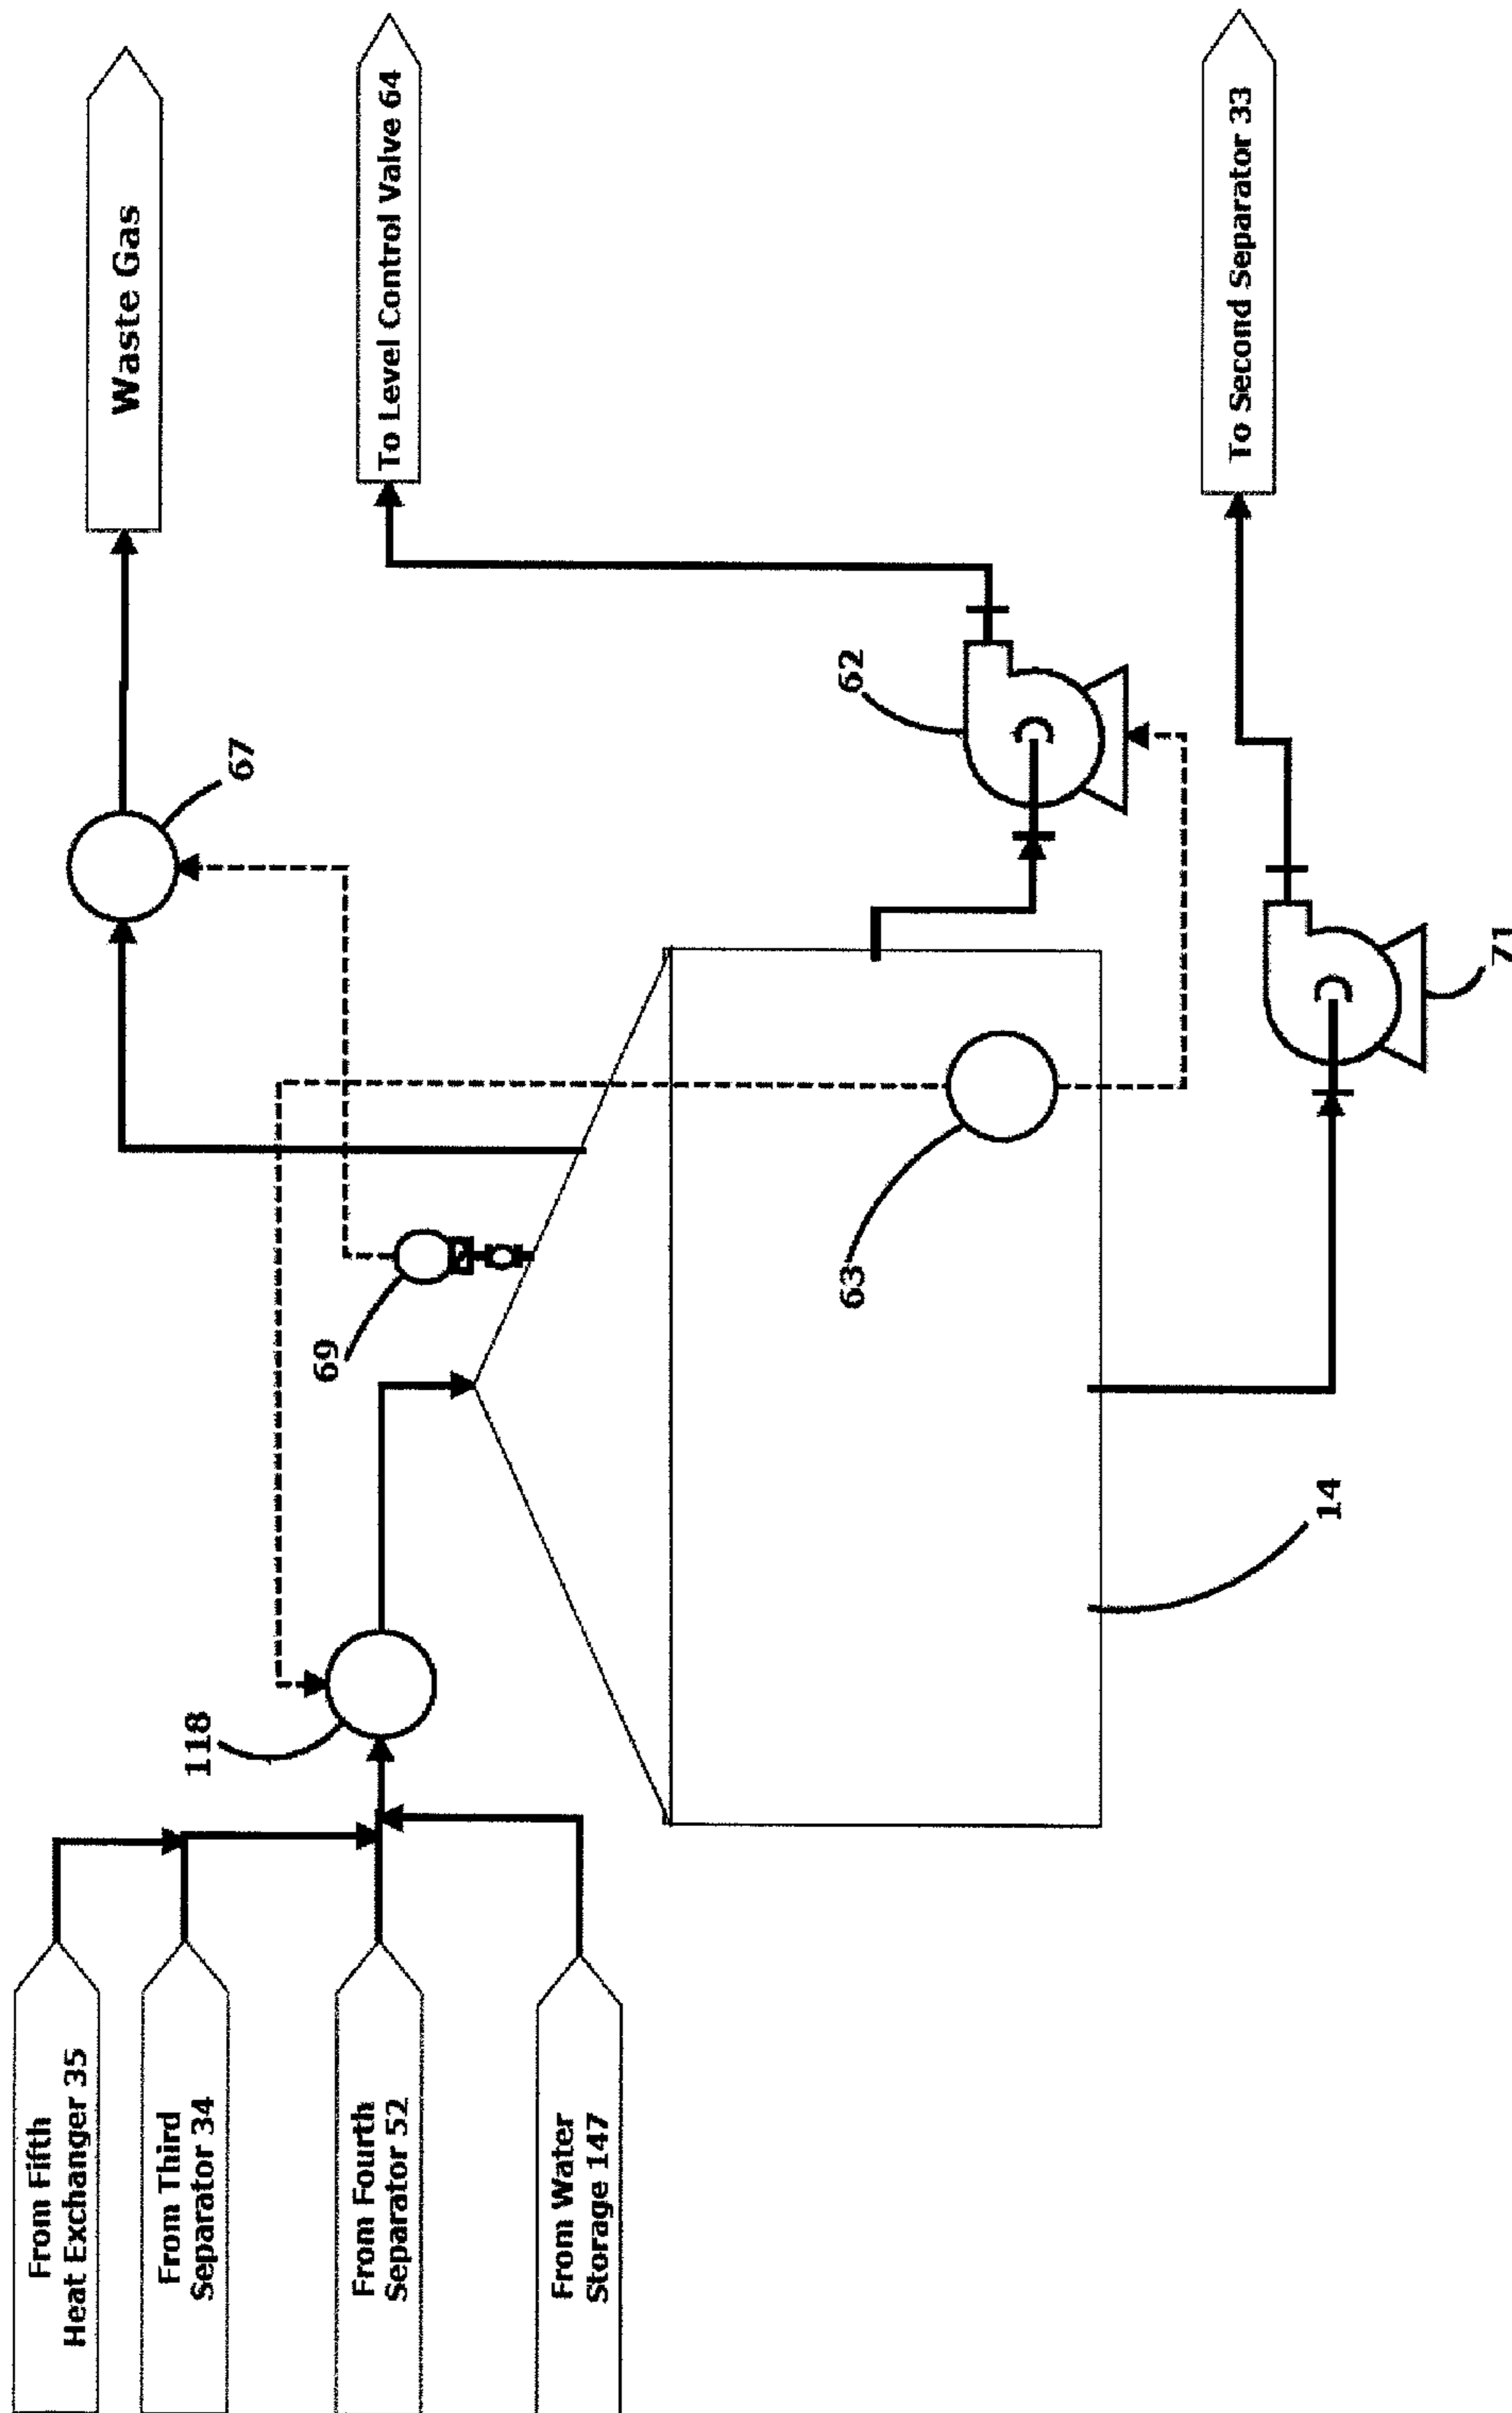 Waste Gas
To Level Control Valve 64
To Second Separator 33
67
62
71
69
63
118
14
From Fifth
Heat Exchanger 35
From Third
Separator 34
From Fourth
Separator 52
From Water
Storage 147